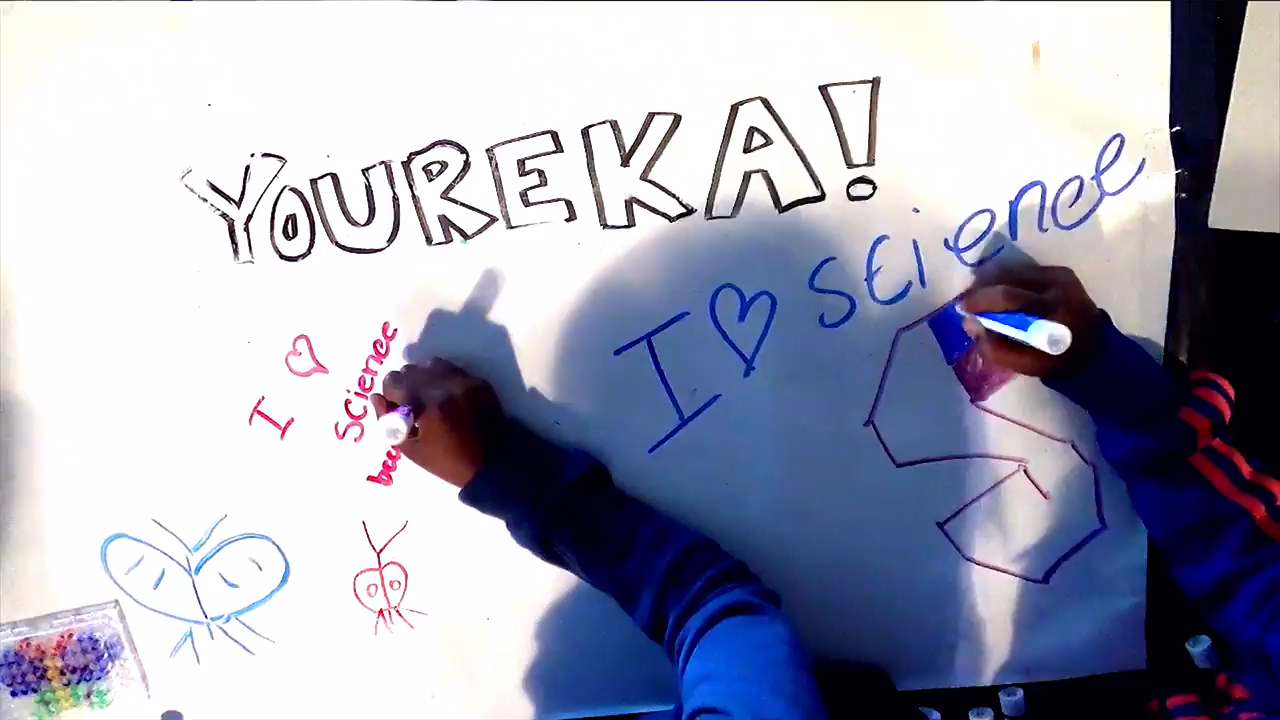 YOUREKA!
I ♡ science
I ♡
Science